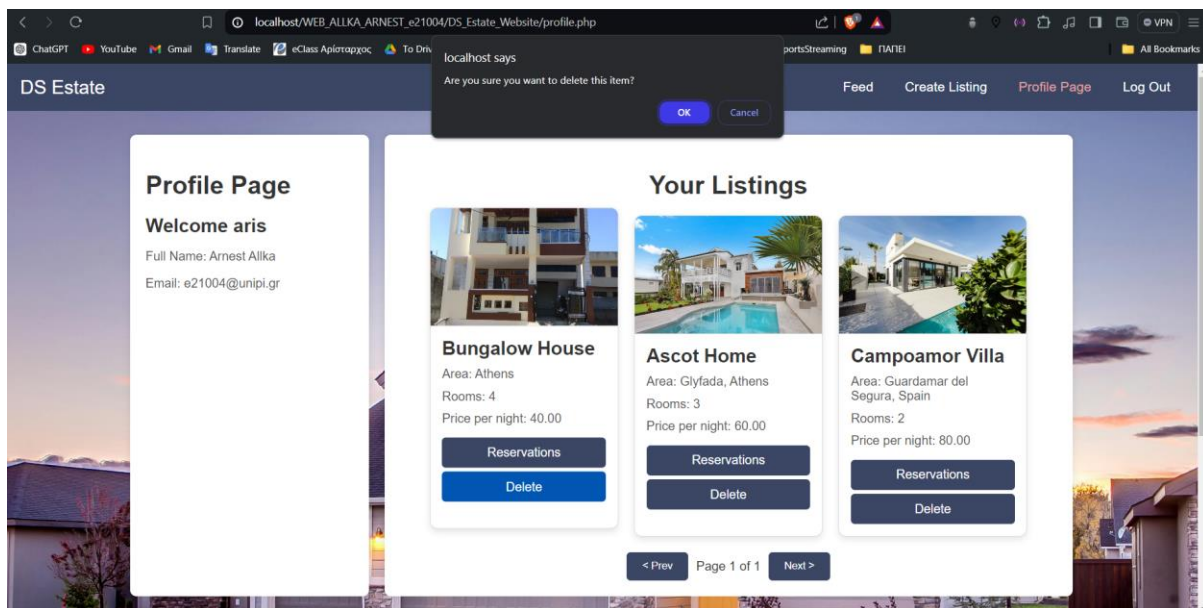 localhost/WEB_ALLKA_ARNEST_e21004/DS_Estate_Website/profile.php
VPN
ChatGPT
YouTube
Gmail
Translate
eClass Αρίσταρχος
To Driv
portsStreaming
ΠΑΠΕΙ
All Bookmarks
localhost says
Are you sure you want to delete this item?
OK
Cancel
DS Estate
Feed
Create Listing
Profile Page
Log Out
Profile Page
Welcome aris
Full Name: Arnest Allka
Email: e21004@unipi.gr
Your Listings
Bungalow House
Area: Athens
Rooms: 4
Price per night: 40.00
Reservations
Delete
Ascot Home
Area: Glyfada, Athens
Rooms: 3
Price per night: 60.00
Reservations
Delete
Campoamor Villa
Area: Guardamar del
Segura, Spain
Rooms: 2
Price per night: 80.00
Reservations
Delete
< Prev
Page 1 of 1
Next >